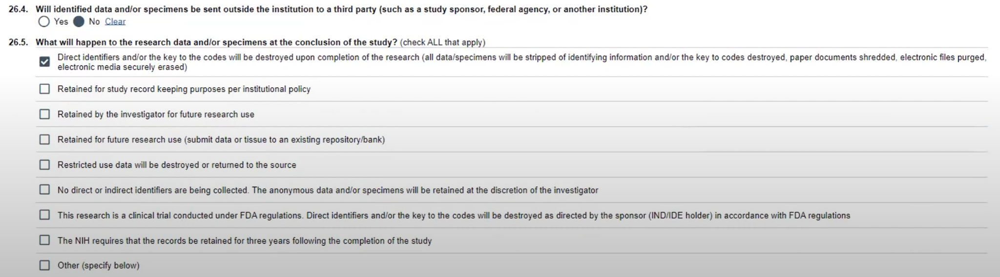 26.4. Will identified data and/or specimens be sent outside the institution to a third party (such as a study sponsor, federal agency, or another institution)?
Yes No Clear
26.5. What will happen to the research data and/or specimens at the conclusion of the study? (check ALL that apply)
Direct identifiers and/or the key to the codes will be destroyed upon completion of the research (all data/specimens will be stripped of identifying information and/or the key to codes destroyed, paper documents shredded, electronic files purged,
electronic media securely erased)
Retained for study record keeping purposes per institutional policy
Retained by the investigator for future research use
Retained for future research use (submit data or tissue to an existing repository/bank)
Restricted use data will be destroyed or returned to the source
No direct or indirect identifiers are being collected. The anonymous data and/or specimens will be retained at the discretion of the investigator
This research is a clinical trial conducted under FDA regulations. Direct identifiers and/or the key to the codes will be destroyed as directed by the sponsor (IND/IDE holder) in accordance with FDA regulations
The NIH requires that the records be retained for three years following the completion of the study
Other (specify below)